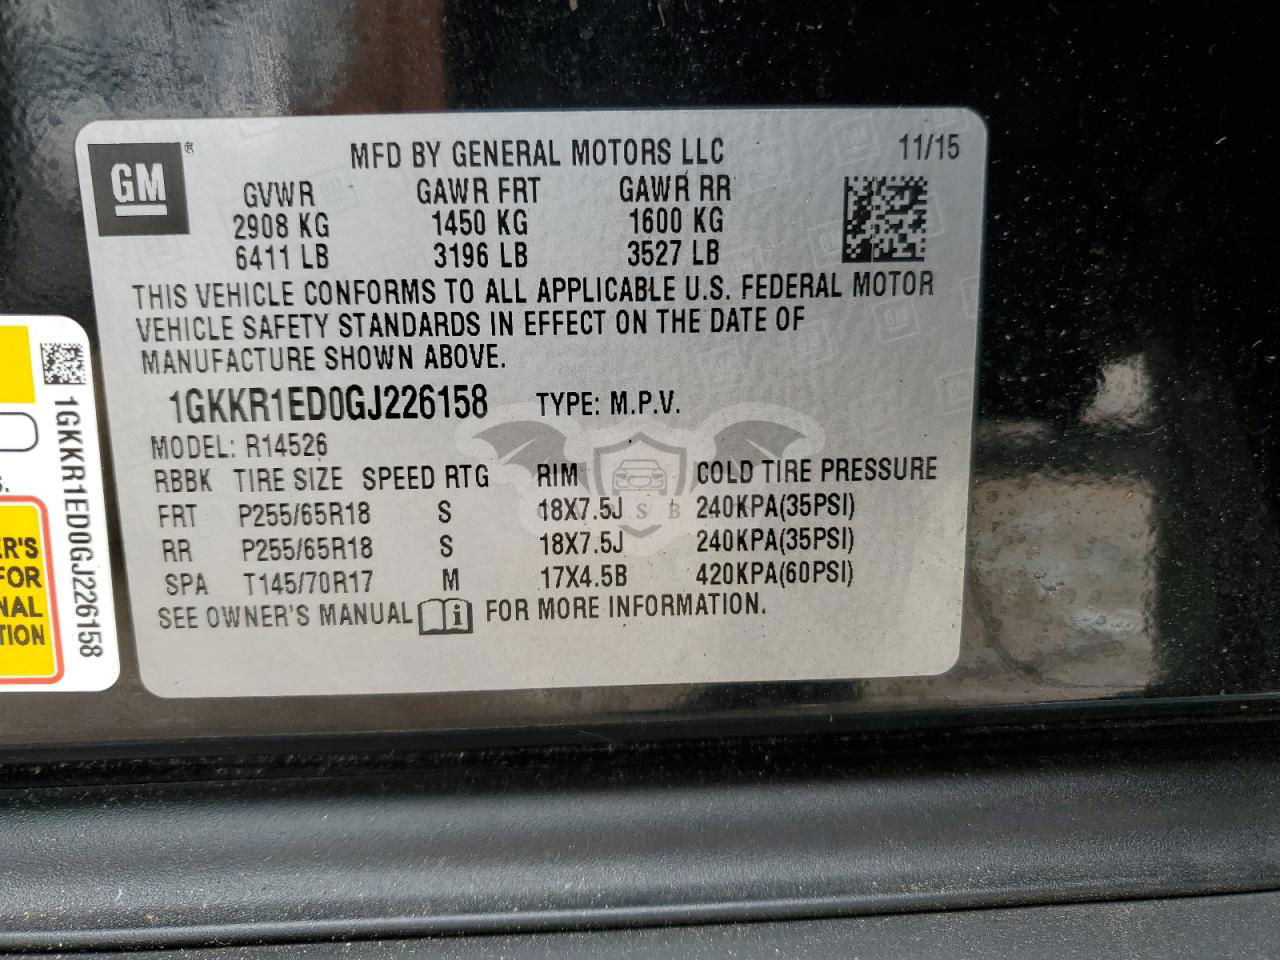 GM
MFD BY GENERAL MOTORS LLC 11/15
GVWR GAWR FRT GAWR RR
2908 KG 1450 KG 1600 KG
6411 LB 3196 LB 3527 LB
THIS VEHICLE CONFORMS TO ALL APPLICABLE U.S. FEDERAL MOTOR
VEHICLE SAFETY STANDARDS IN EFFECT ON THE DATE OF
MANUFACTURE SHOWN ABOVE.
1GKKR1ED0GJ226158 TYPE: M.P.V.
MODEL: R14526
RBBK TIRE SIZE SPEED RTG RIM COLD TIRE PRESSURE
FRT P255/65R18 S 18X7.5J 240KPA(35PSI)
RR P255/65R18 S 18X7.5J 240KPA(35PSI)
SPA T145/70R17 M 17X4.5B 420KPA(60PSI)
SEE OWNER'S MANUAL i FOR MORE INFORMATION.
1GKKR1ED0GJ226158
ER'S
FOR
NAL
TION